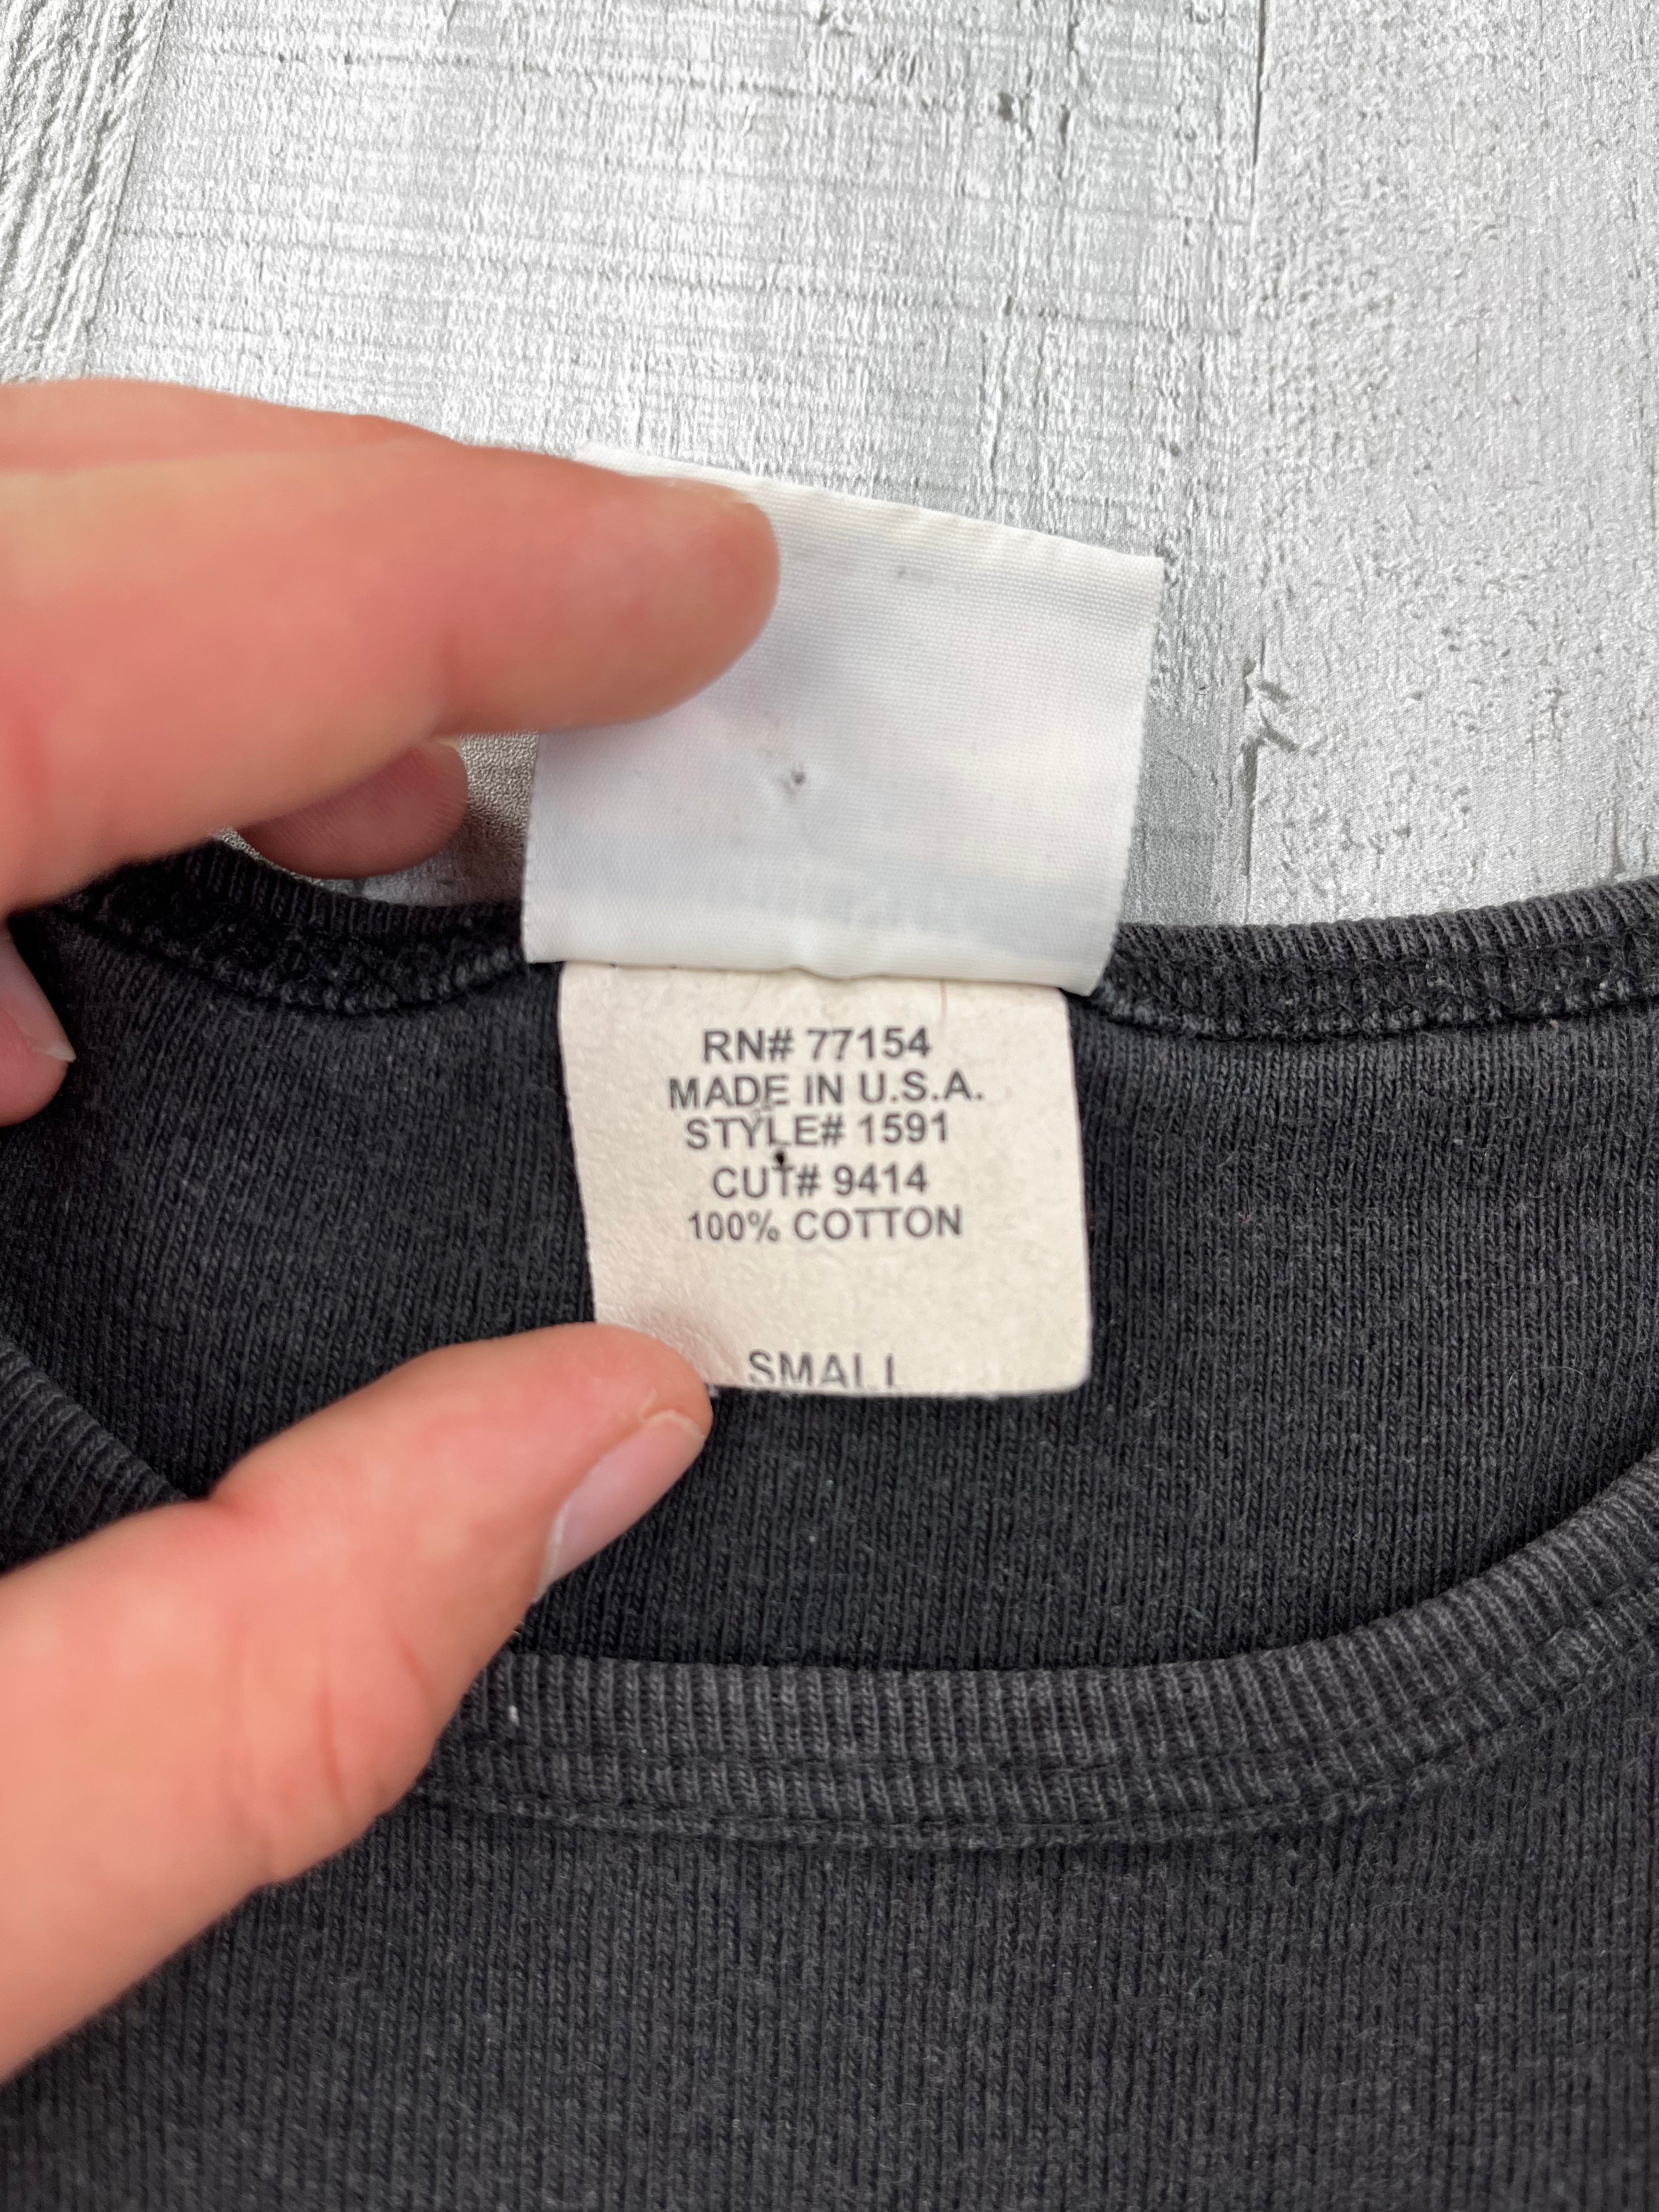 RN# 77154
MADE IN U.S.A.
STYLE# 1591
CUT# 9414
100% COTTON
SMALL